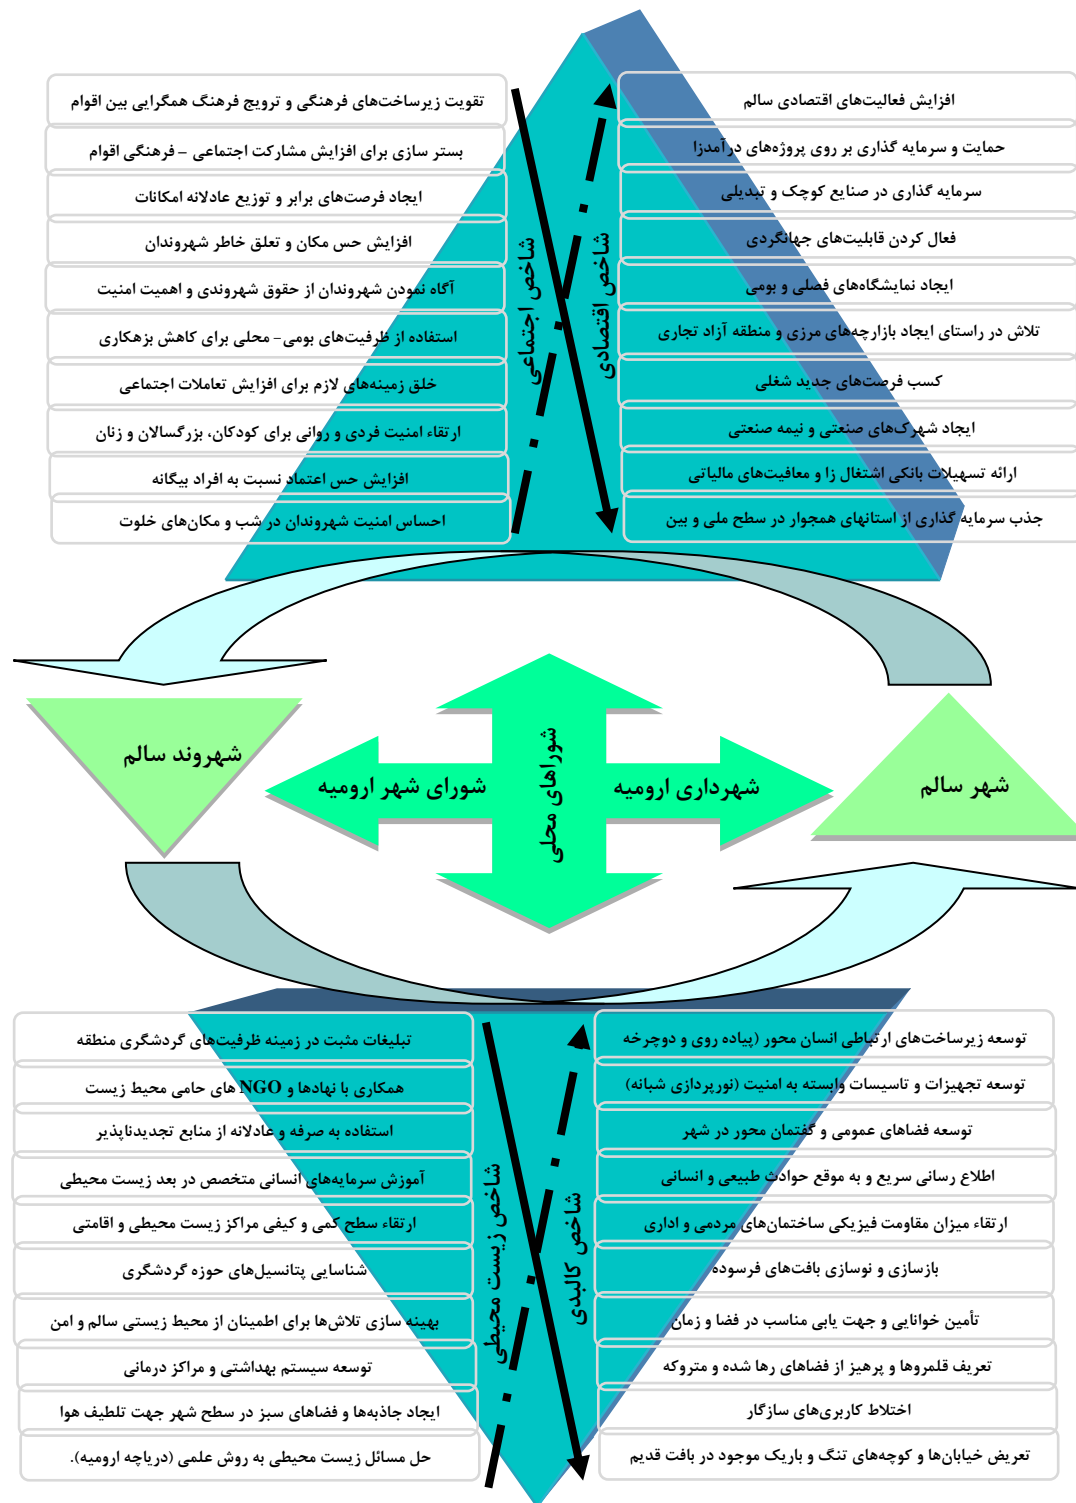 افزایش فعالیت‌های اقتصادی سالم
حمایت و سرمایه گذاری بر روی پروژه‌های درآمدزا
سرمایه گذاری در صنایع کوچک و تبدیلی
فعال کردن قابلیت‌های جهانگردی
ایجاد نمایشگاه‌های فصلی و بومی
تلاش در راستای ایجاد بازارچه‌های مرزی و منطقه آزاد تجاری
کسب فرصت‌های جدید شغلی
ایجاد شهرک‌های صنعتی و نیمه صنعتی
ارائه تسهیلات بانکی اشتغال زا و معافیت‌های مالیاتی
جذب سرمایه گذاری از استانهای همجوار در سطح ملی و بین
شاخص اقتصادی
شاخص اجتماعی
تقویت زیرساخت‌های فرهنگی و ترویج فرهنگ همگرایی بین اقوام
بستر سازی برای افزایش مشارکت اجتماعی – فرهنگی اقوام
ایجاد فرصت‌های برابر و توزیع عادلانه امکانات
افزایش حس مکان و تعلق خاطر شهروندان
آگاه نمودن شهروندان از حقوق شهروندی و اهمیت امنیت
استفاده از ظرفیت‌های بومی- محلی برای کاهش بزهکاری
خلق زمینه‌های لازم برای افزایش تعاملات اجتماعی
ارتقاء امنیت فردی و روانی برای کودکان، بزرگسالان و زنان
افزایش حس اعتماد نسبت به افراد بیگانه
احساس امنیت شهروندان در شب و مکان‌های خلوت
شهر سالم
شهرداری ارومیه
شوراهای محلی
شورای شهر ارومیه
شهروند سالم
توسعه زیرساخت‌های ارتباطی انسان محور (پیاده روی و دوچرخه
توسعه تجهیزات و تاسیسات وابسته به امنیت (نورپردازی شبانه)
توسعه فضاهای عمومی و گفتمان محور در شهر
اطلاع رسانی سریع و به موقع حوادث طبیعی و انسانی
ارتقاء میزان مقاومت فیزیکی ساختمان‌های مردمی و اداری
بازسازی و نوسازی بافت‌های فرسوده
تأمین خوانایی و جهت یابی مناسب در فضا و زمان
تعریف قلمروها و پرهیز از فضاهای رها شده و متروکه
اختلاط کاربری‌های سازگار
تعریض خیابان‌ها و کوچه‌های تنگ و باریک موجود در بافت قدیم
شاخص کالبدی
شاخص زیست محیطی
تبلیغات مثبت در زمینه ظرفیت‌های گردشگری منطقه
همکاری با نهادها و NGO های حامی محیط زیست
استفاده به صرفه و عادلانه از منابع تجدیدناپذیر
آموزش سرمایه‌های انسانی متخصص در بعد زیست محیطی
ارتقاء سطح کمی و کیفی مراکز زیست محیطی و اقامتی
شناسایی پتانسیل‌های حوزه گردشگری
بهینه سازی تلاش‌ها برای اطمینان از محیط زیستی سالم و امن
توسعه سیستم بهداشتی و مراکز درمانی
ایجاد جاذبه‌ها و فضاهای سبز در سطح شهر جهت تلطیف هوا
حل مسائل زیست محیطی به روش علمی (دریاچه ارومیه).